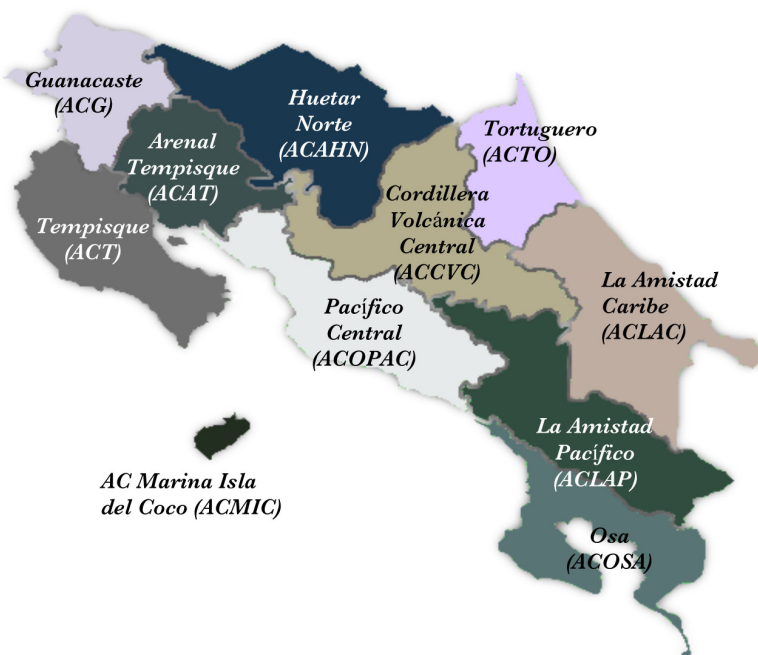 Guanacaste
(ACG)
Huetar
Norte
(ACAHN)
Arenal
Tempisque
(ACAT)
Tortuguero
(ACTO)
Cordillera
Volcánica
Central
(ACCVC)
Tempisque
(ACT)
La Amistad
Caribe
(ACLAC)
Pacífico
Central
(ACOPAC)
La Amistad
Pacífico
(ACLAP)
AC Marina Isla
del Coco (ACMIC)
Osa
(ACOSA)